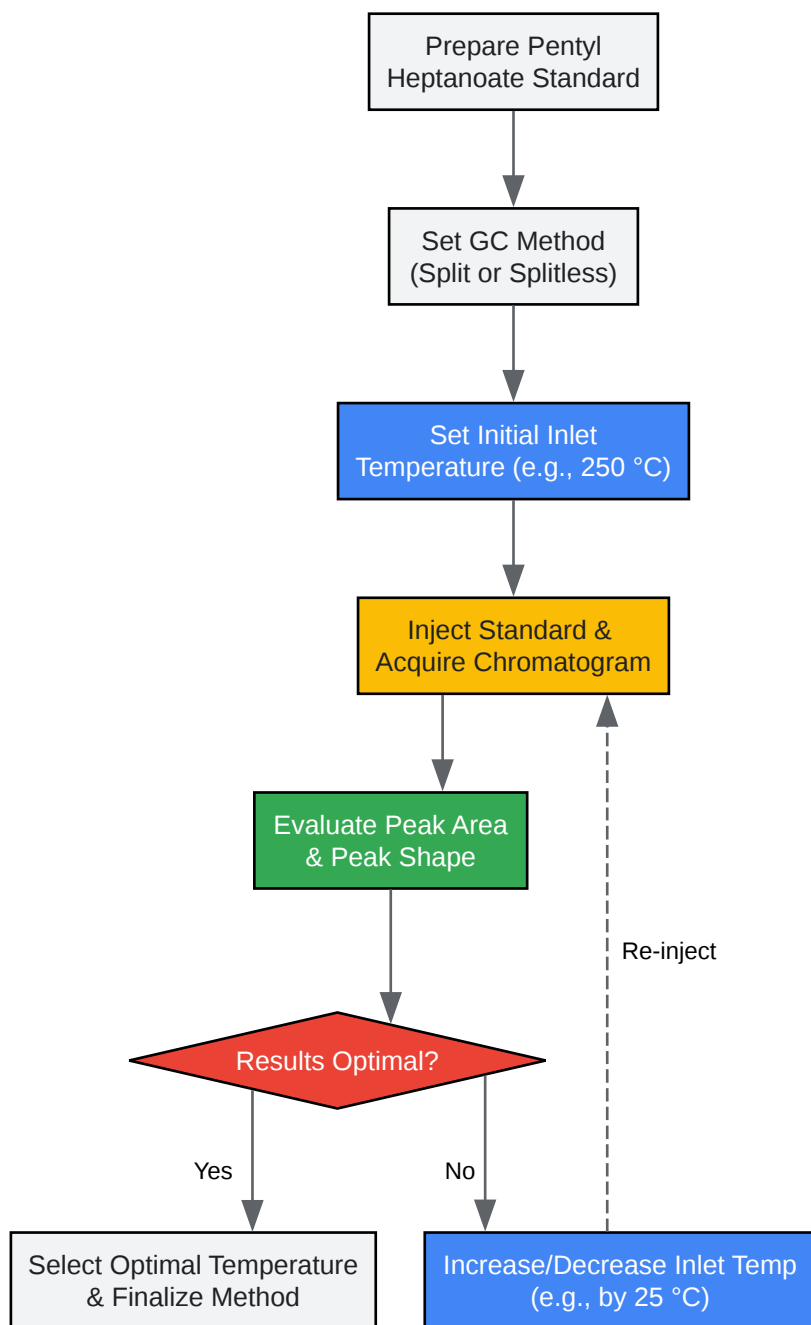 Prepare Pentyl
Heptanoate Standard
Set GC Method
(Split or Splitless)
Set Initial Inlet
Temperature (e.g., 250 °C)
Inject Standard &
Acquire Chromatogram
Evaluate Peak Area
& Peak Shape
Re-inject
Results Optimal?
Yes
No
Select Optimal Temperature
& Finalize Method
Increase/Decrease Inlet Temp
(e.g., by 25 °C)